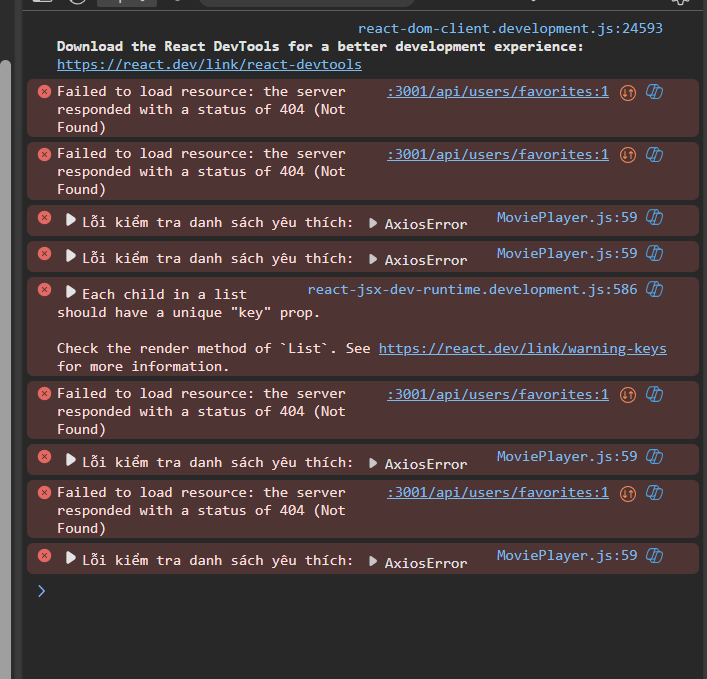 react-dom-client.development.js:24593
Download the React DevTools for a better development experience:
https://react.dev/link/react-devtools
Failed to load resource: the server :3001/api/users/favorites:1
responded with a status of 404 (Not
Found)
Failed to load resource: the server :3001/api/users/favorites:1
responded with a status of 404 (Not
Found)
Lỗi kiểm tra danh sách yêu thích: AxiosError MoviePlayer.js:59
Lỗi kiểm tra danh sách yêu thích: AxiosError MoviePlayer.js:59
Each child in a list react-jsx-dev-runtime.development.js:586
should have a unique "key" prop.
Check the render method of `List`. See https://react.dev/link/warning-keys
for more information.
Failed to load resource: the server :3001/api/users/favorites:1
responded with a status of 404 (Not
Found)
Lỗi kiểm tra danh sách yêu thích: AxiosError MoviePlayer.js:59
Failed to load resource: the server :3001/api/users/favorites:1
responded with a status of 404 (Not
Found)
Lỗi kiểm tra danh sách yêu thích: AxiosError MoviePlayer.js:59